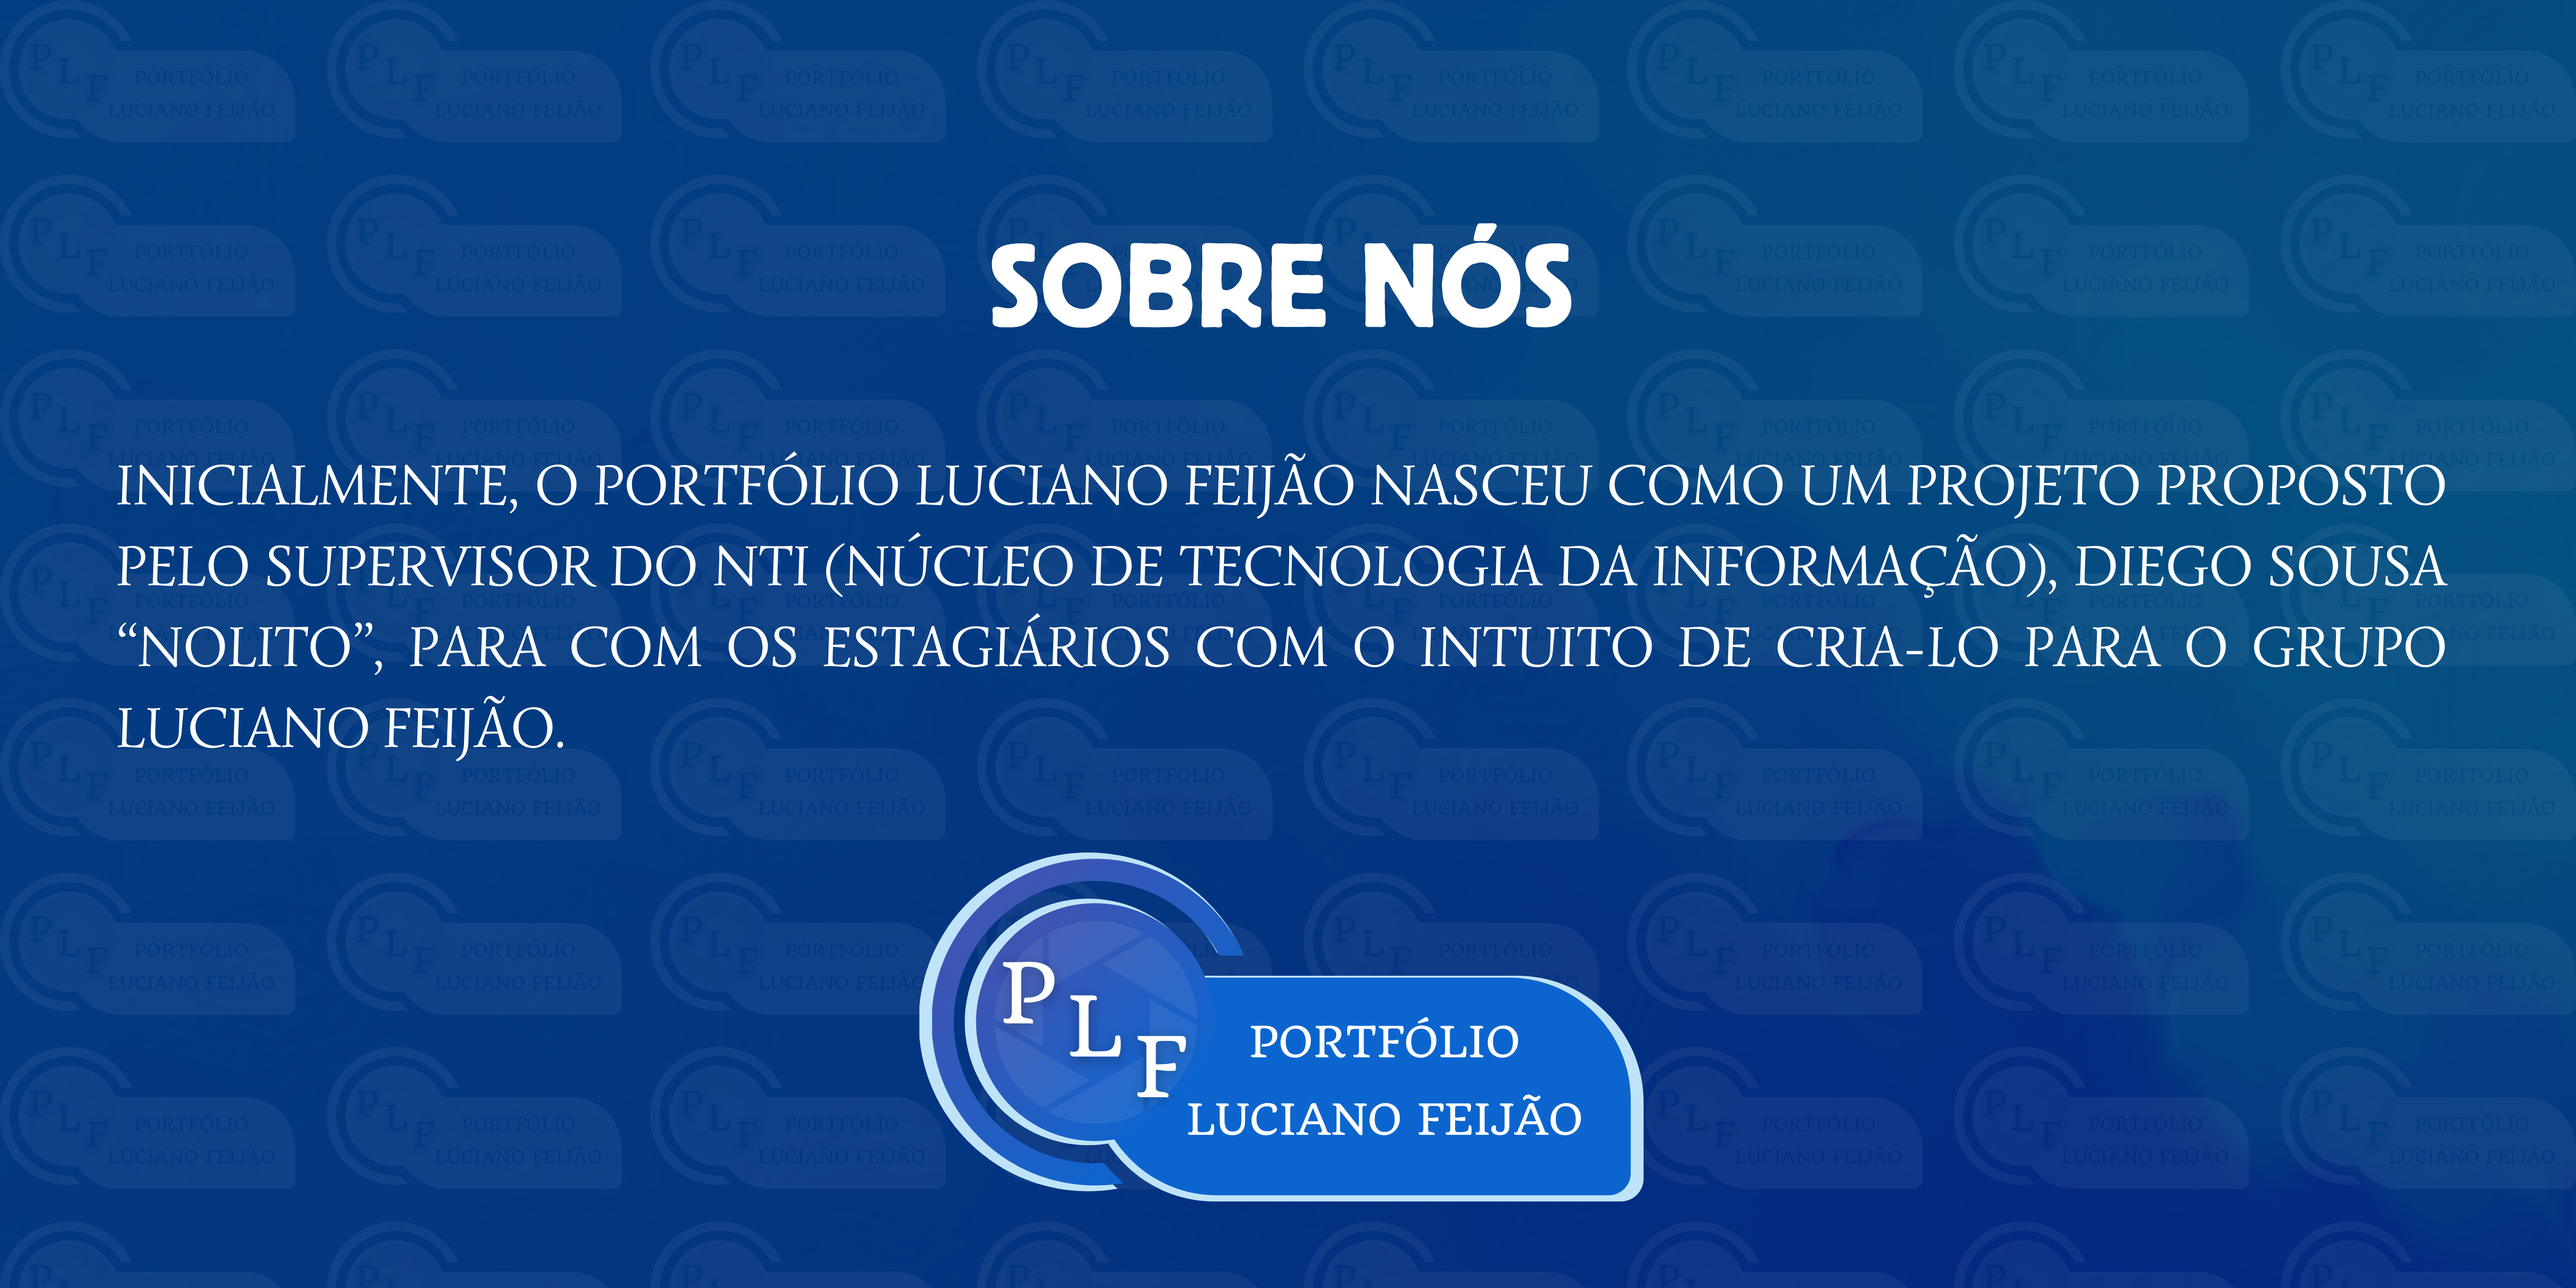 SOBRE NÓS
INICIALMENTE, O PORTFÓLIO LUCIANO FEIJÃO NASCEU COMO UM PROJETO PROPOSTO
PELO SUPERVISOR DO NTI (NÚCLEO DE TECNOLOGIA DA INFORMAÇÃO), DIEGO SOUSA
“NOLITO”, PARA COM OS ESTAGIÁRIOS COM O INTUITO DE CRIA-LO PARA O GRUPO
LUCIANO FEIJÃO.
PLF
PORTFÓLIO
LUCIANO FEIJÃO